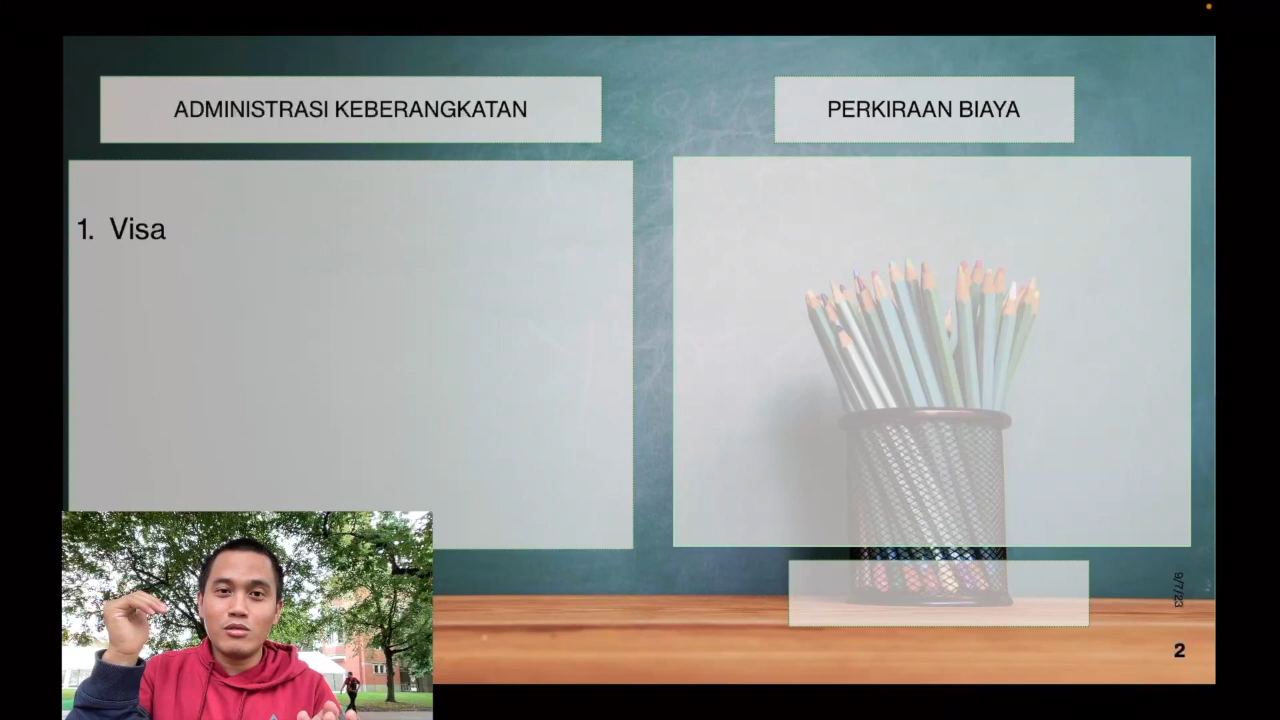 ADMINISTRASI KEBERANGKATAN
PERKIRAAN BIAYA
1. Visa
9/7/23
2